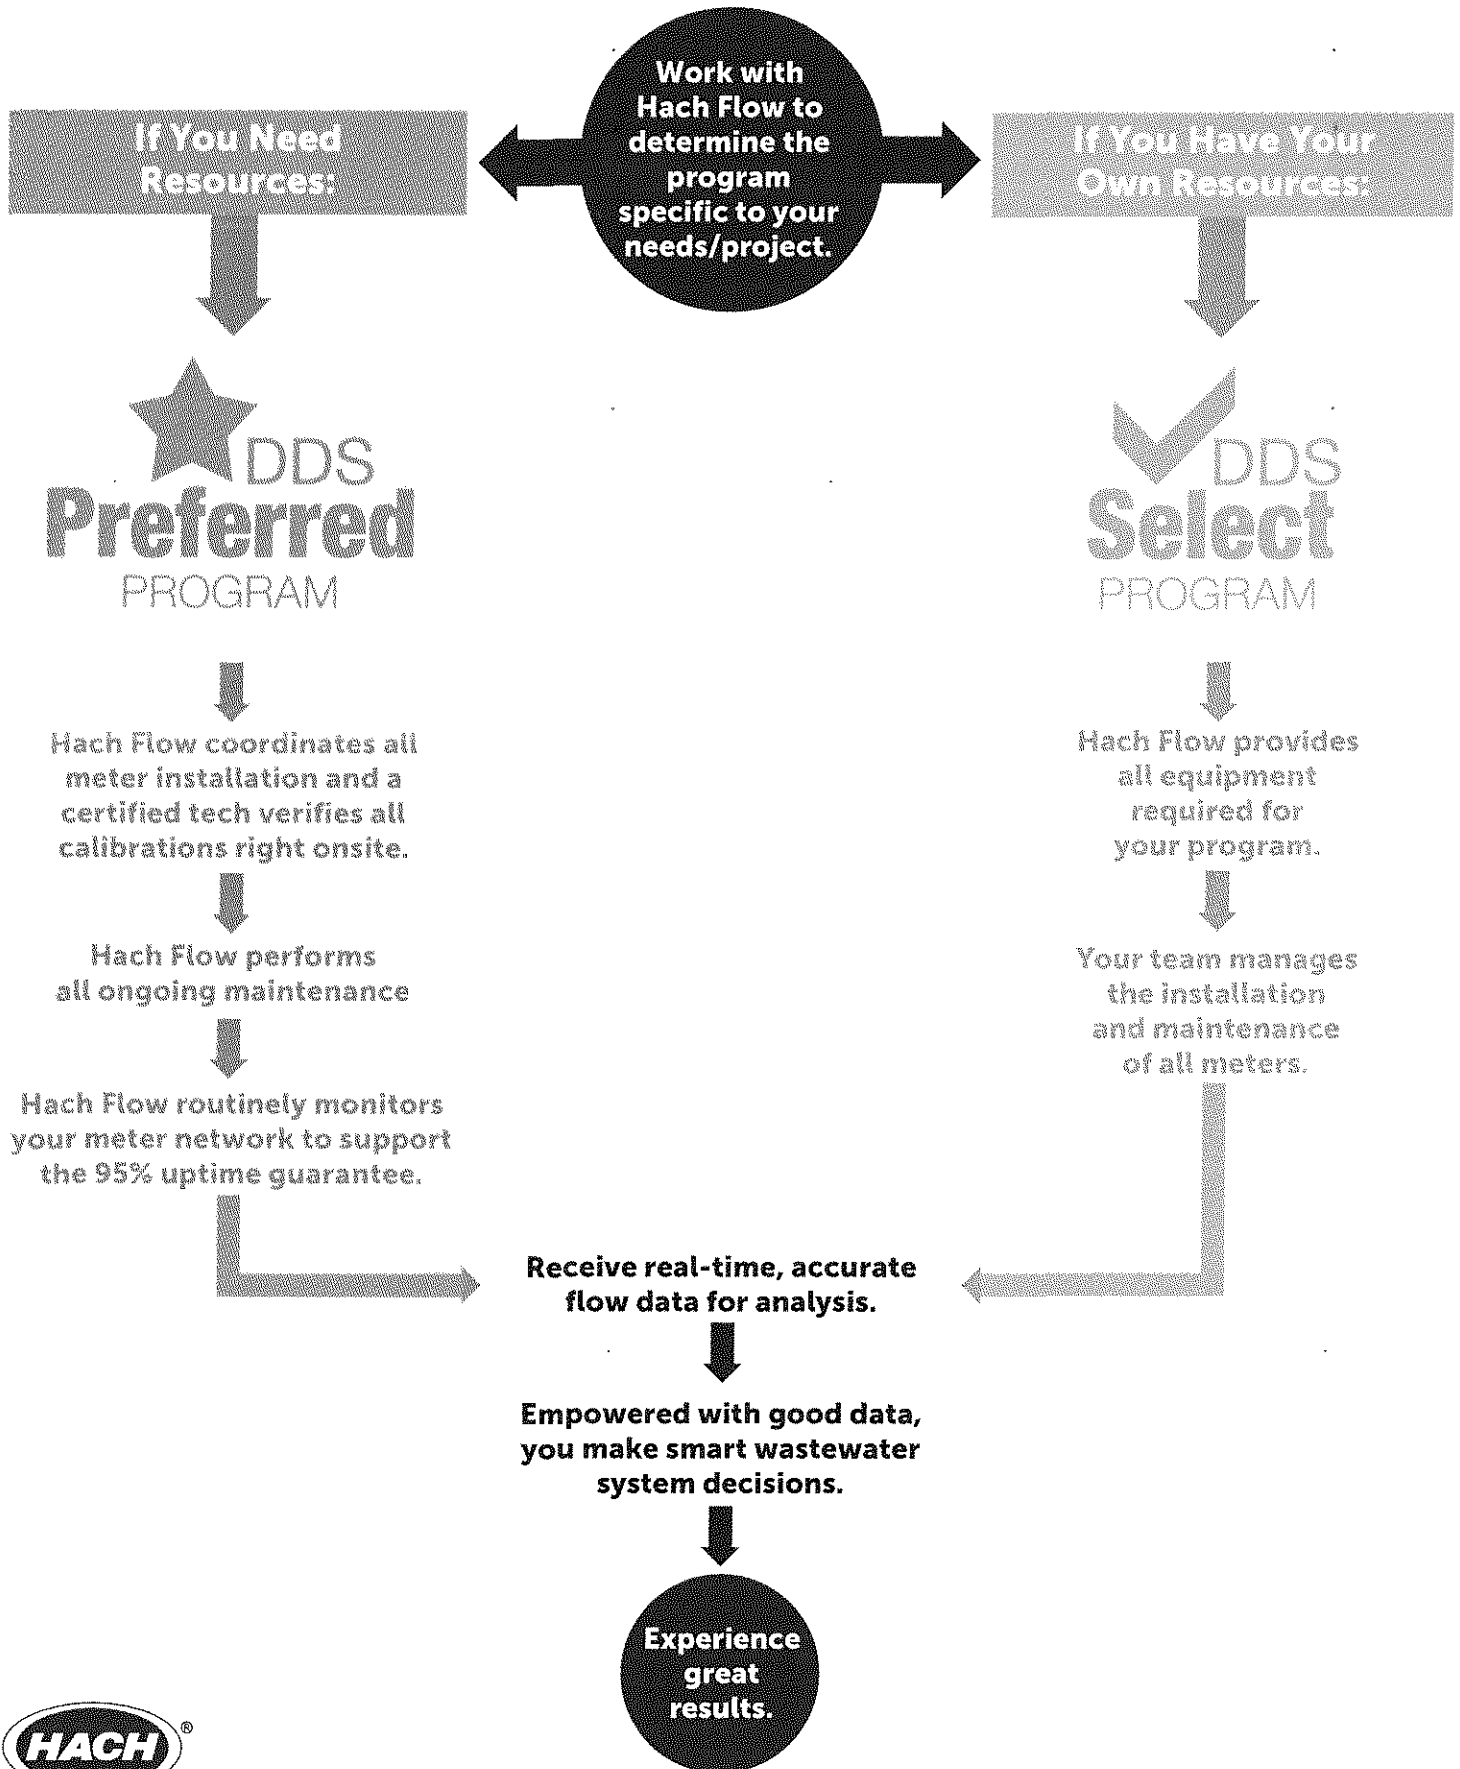 Work with
Hach Flow to
determine the
program
specific to your
needs/project.
If You Need
Resources:
DDS
Preferred
PROGRAM
Hach Flow coordinates all
meter installation and a
certified tech verifies all
calibrations right onsite.
Hach Flow performs
all ongoing maintenance
Hach Flow routinely monitors
your meter network to support
the 95% uptime guarantee.
If You Have Your
Own Resources:
DDS
Select
PROGRAM
Hach Flow provides
all equipment
required for
your program.
Your team manages
the installation
and maintenance
of all meters.
Receive real-time, accurate
flow data for analysis.
Empowered with good data,
you make smart wastewater
system decisions.
Experience
great
results.
HACH®